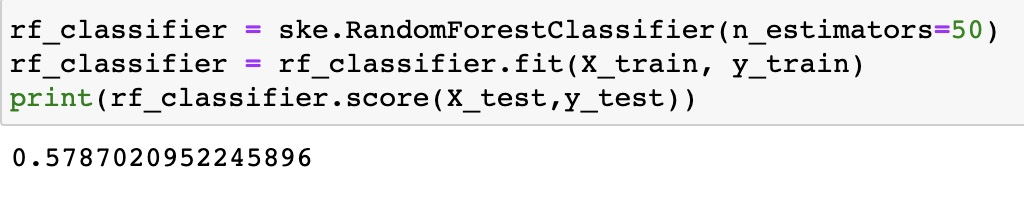 rf_classifier = ske.RandomForestClassifier(n_estimators=50)
rf_classifier = rf_classifier.fit(X_train, y_train)
print(rf_classifier.score(X_test,y_test))
0.5787020952245896